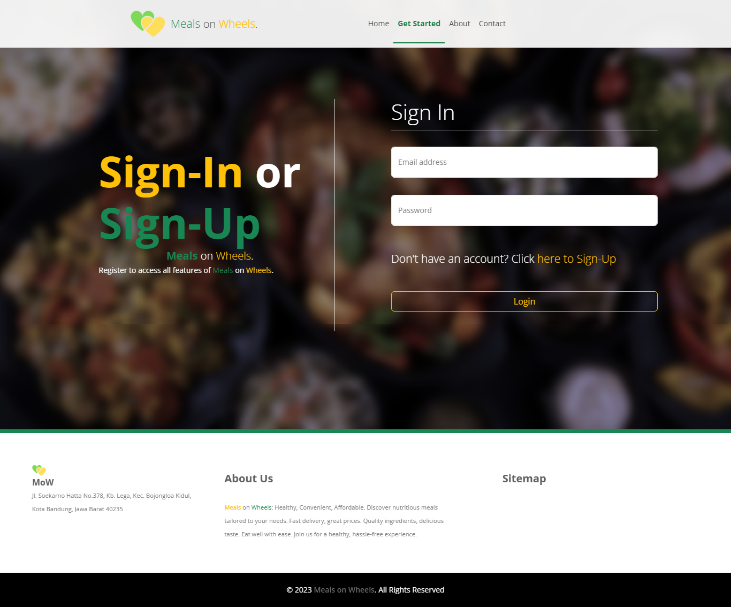 Meals on Wheels.
Home Get Started About Contact
Sign In
Sign-In or
Sign-Up
Meals on Wheels.
Register to access all features of Meals on Wheels.
Email address
Password
Don't have an account? Click here to Sign-Up
Login
MoW
Jl. Soekarno Hatta No.378, Kb. Lega, Kec. Bojongloa Kidul,
Kota Bandung, Jawa Barat 40235
About Us
Meals on Wheels: Healthy, Convenient, Affordable. Discover nutritious meals
tailored to your needs. Fast delivery, great prices. Quality ingredients, delicious
taste. Eat well with ease. Join us for a healthy, hassle-free experience
Sitemap
© 2023 Meals on Wheels. All Rights Reserved